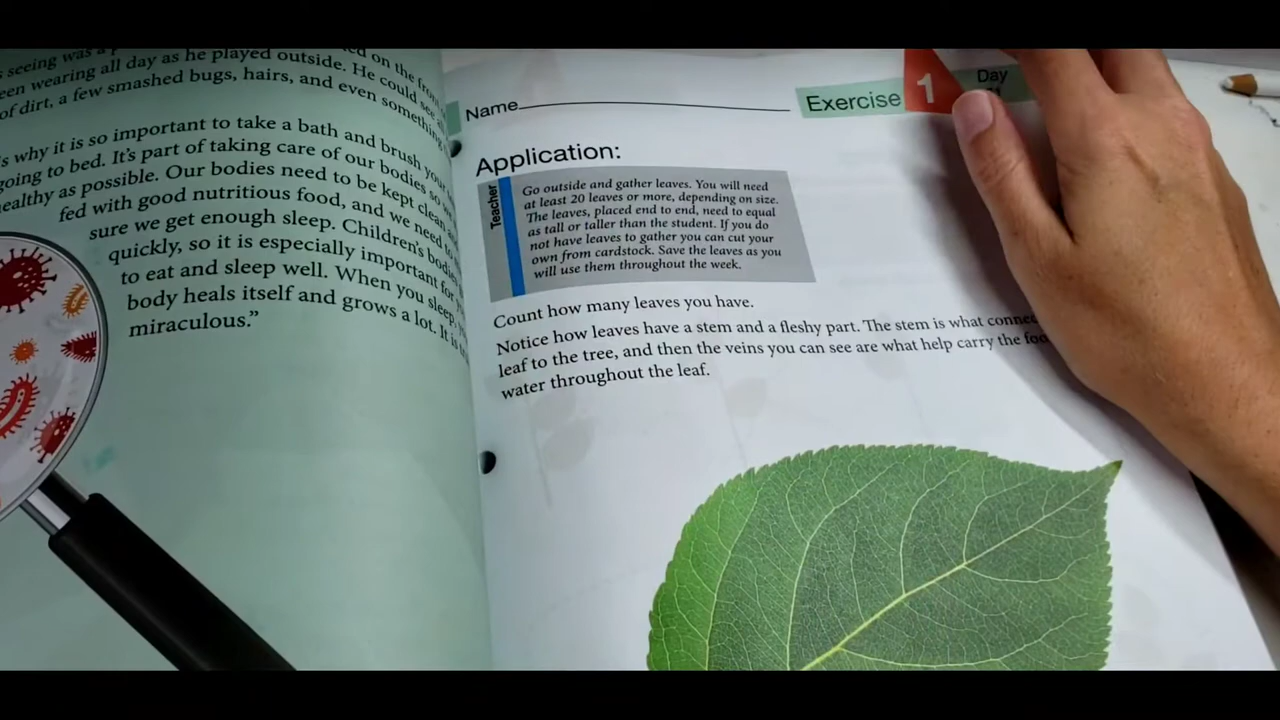 seeing was a
ed on the
een wearing all day as he played outside. He could see
of dirt, a few smashed bugs, hairs, and even something
s why it is so important to take a bath and brush your
going to bed. It's part of taking care of our bodies so we
healthy as possible. Our bodies need to be kept clean and
fed with good nutritious food, and we need to
sure we get enough sleep. Children's bodies
quickly, so it is especially important for
to eat and sleep well. When you sleep,
body heals itself and grows a lot. It is
miraculous."
Name
Exercise 1 Day
Application:
Teacher
Go outside and gather leaves. You will need
at least 20 leaves or more, depending on size.
The leaves, placed end to end, need to equal
as tall or taller than the student. If you do
not have leaves to gather you can cut your
own from cardstock. Save the leaves as you
will use them throughout the week.
Count how many leaves you have.
Notice how leaves have a stem and a fleshy part. The stem is what
leaf to the tree, and then the veins you can see are what help carry the
water throughout the leaf.